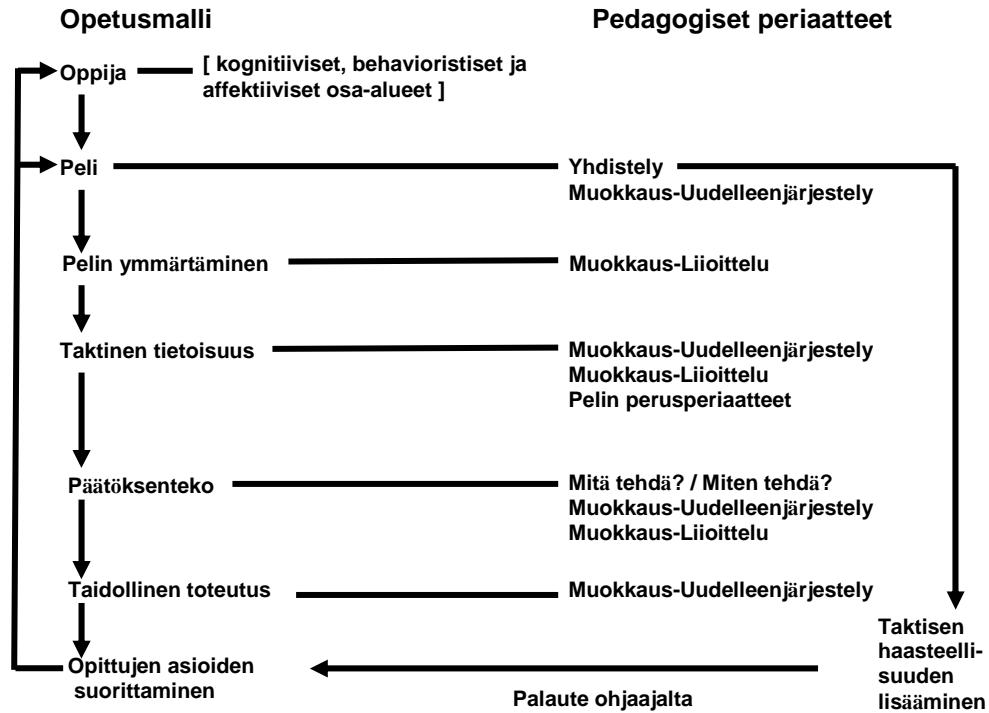 Opetusmalli
Pedagogiset periaatteet
Oppija
[ kognitiiviset, behavioristiset ja
affektiiviset osa-alueet ]
Peli
Yhdistely
Muokkaus-Uudelleenjärjestely
Pelin ymmärtäminen
Muokkaus-Liioittelu
Taktinen tietoisuus
Muokkaus-Uudelleenjärjestely
Muokkaus-Liioittelu
Pelin perusperiaatteet
Päätöksenteko
Mitä tehdä? / Miten tehdä?
Muokkaus-Uudelleenjärjestely
Muokkaus-Liioittelu
Taidollinen toteutus
Muokkaus-Uudelleenjärjestely
Taktisen
haasteelli-
suuden
lisääminen
Opittujen asioiden
suorittaminen
Palaute ohjaajalta